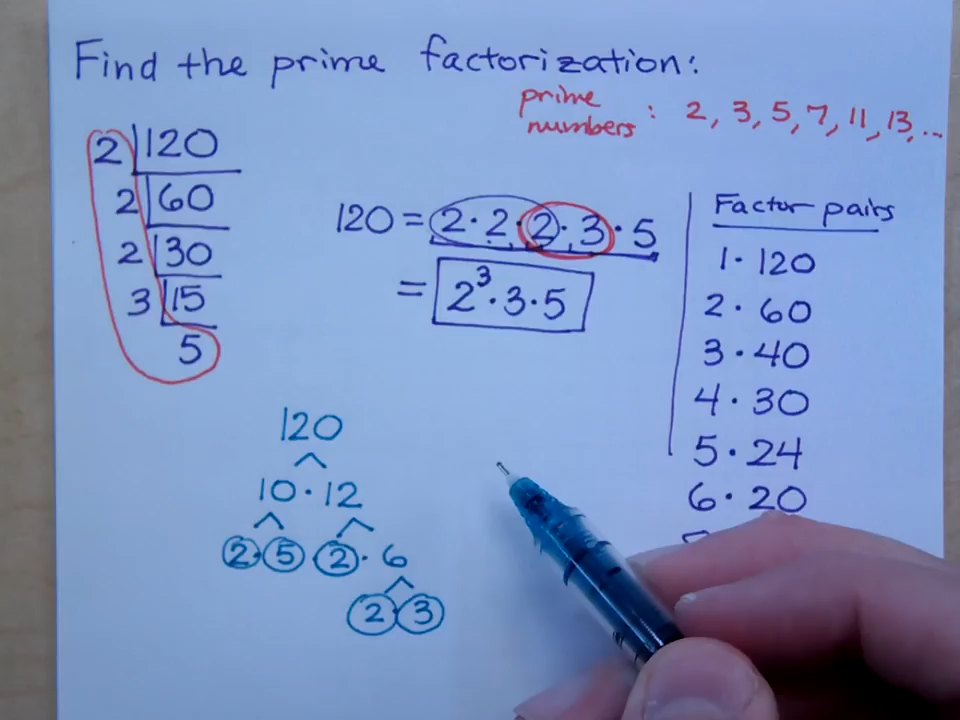 Find the prime factorization:
prime numbers : 2, 3, 5, 7, 11, 13, ...
2 120
2 60
2 30
3 15
5
120 = 2 · 2 · 2 · 3 · 5
= 2³ · 3 · 5
Factor pairs
1 · 120
2 · 60
3 · 40
4 · 30
5 · 24
6 · 20
120
10 · 12
2 · 5 2 · 6
2 3